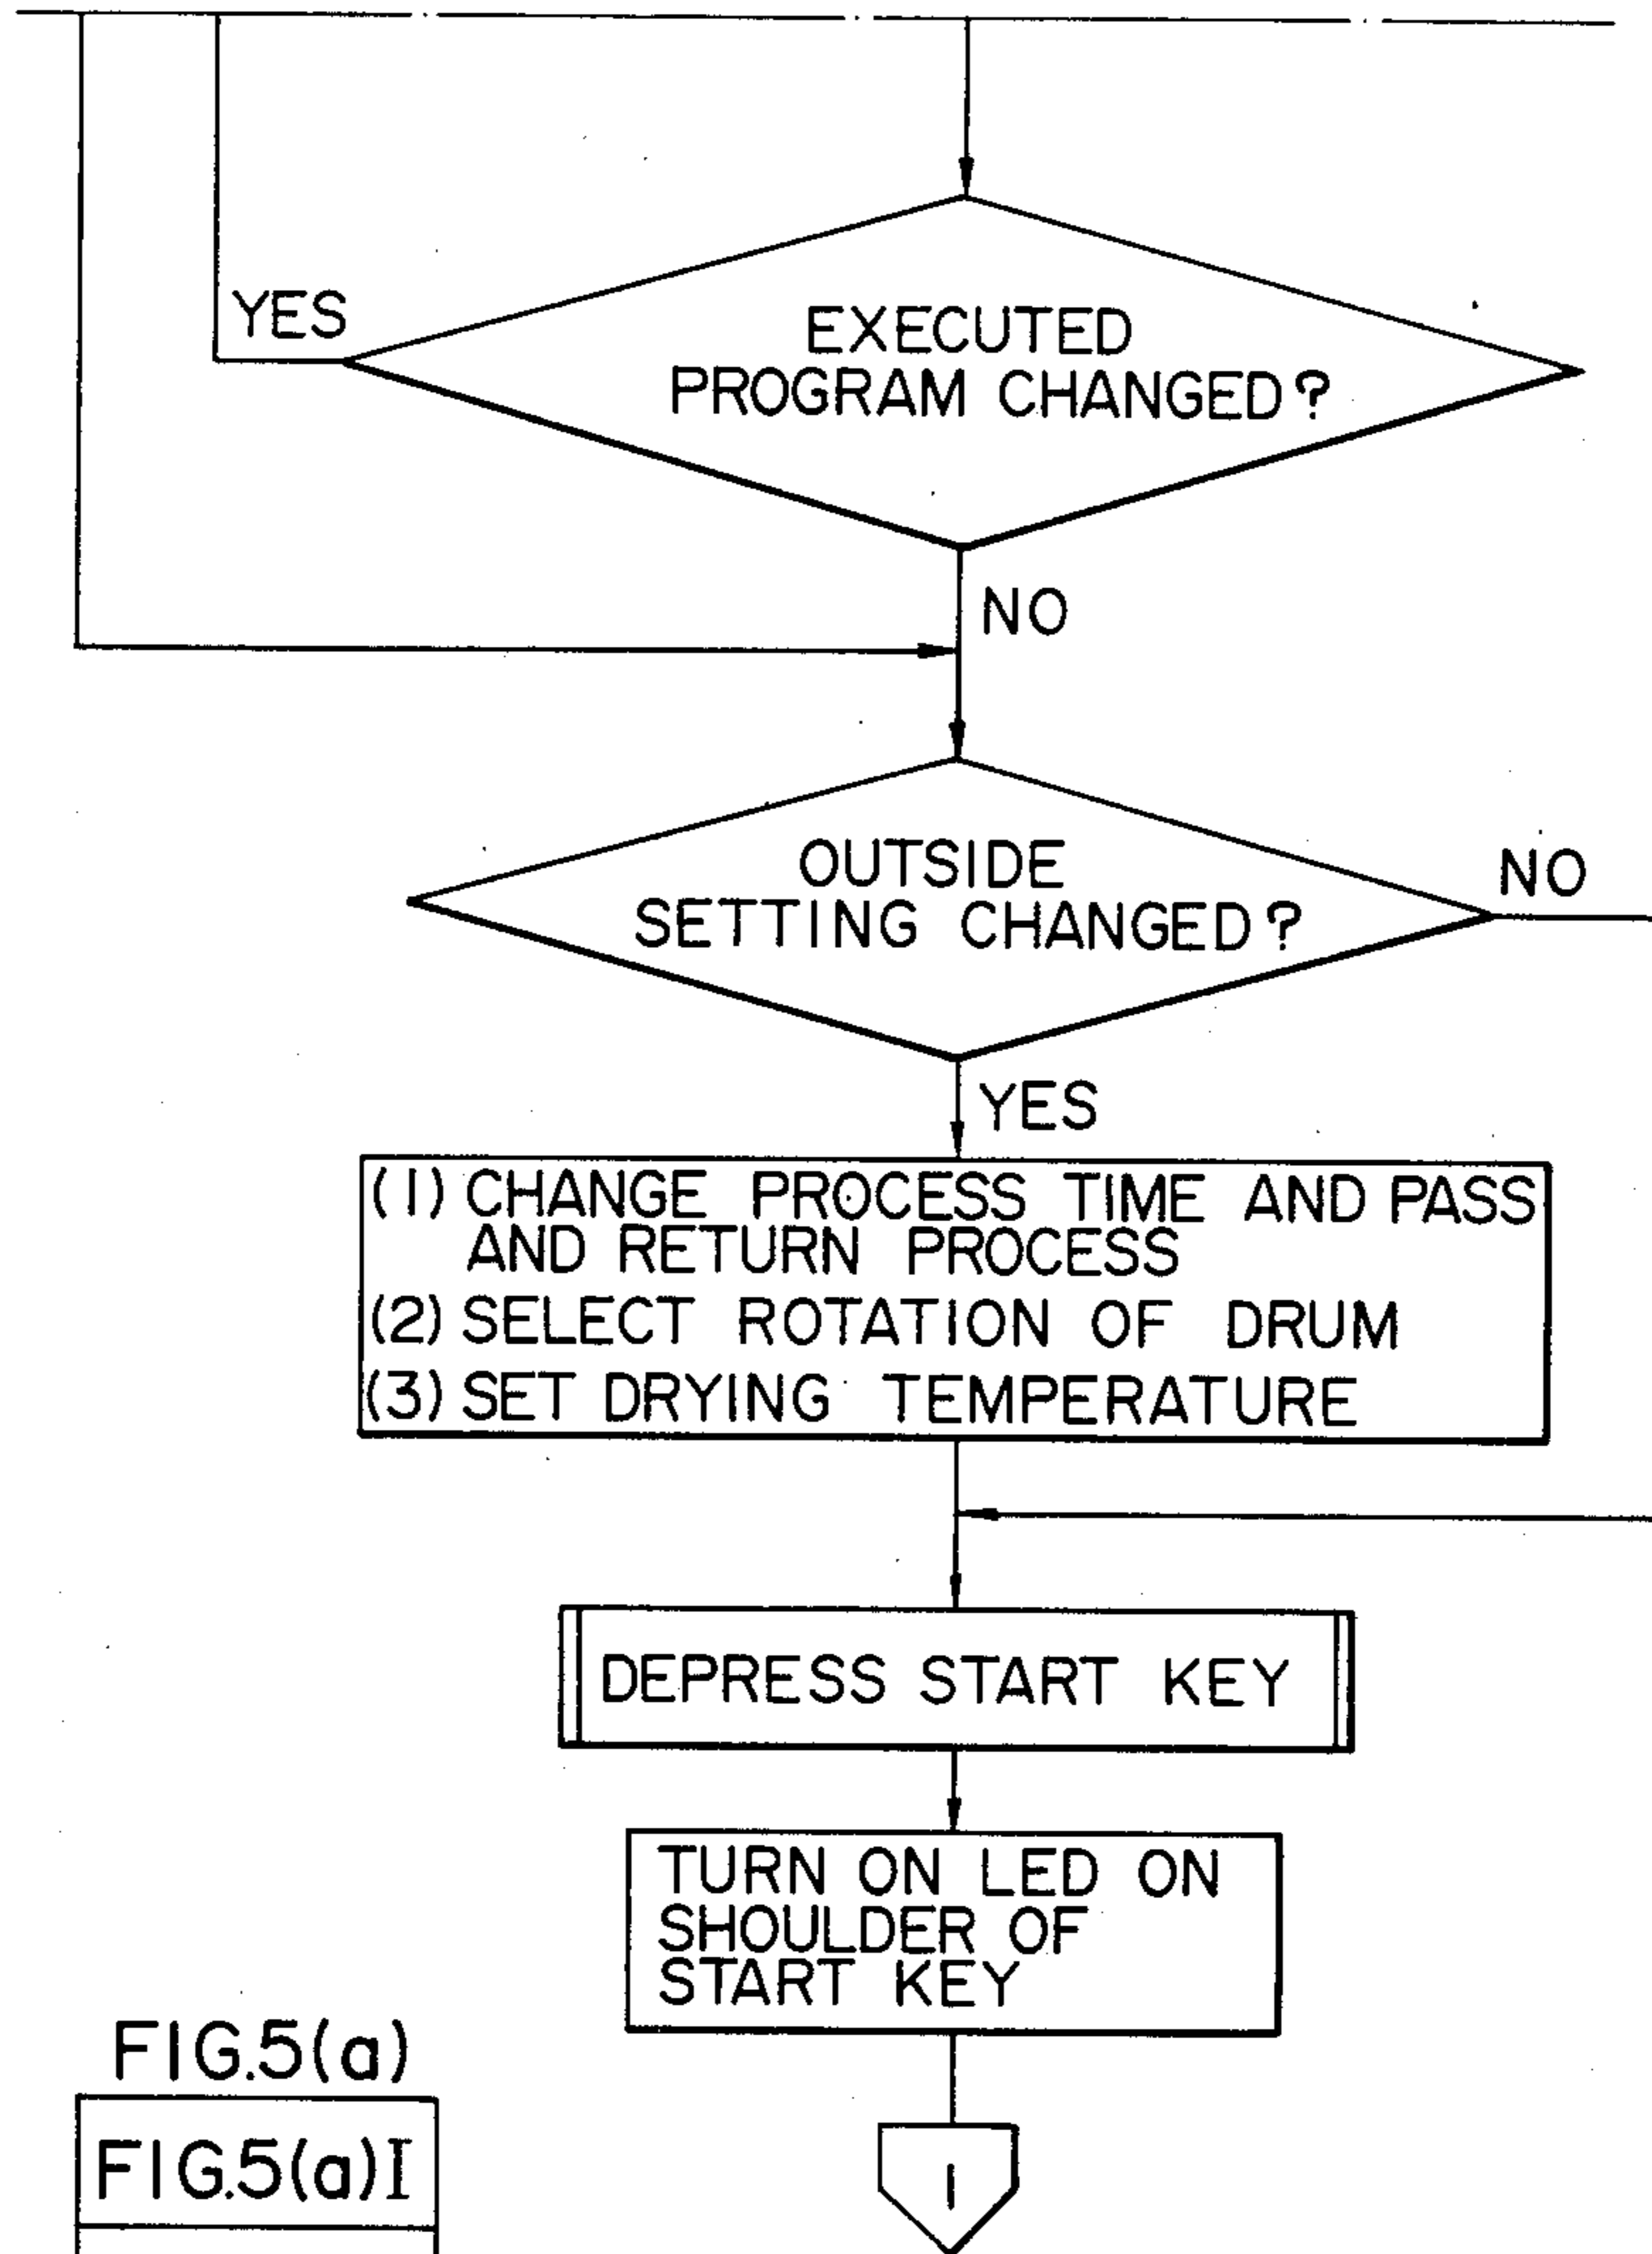 YES
EXECUTED
PROGRAM CHANGED?
NO
OUTSIDE
SETTING CHANGED?
NO
YES
(1) CHANGE PROCESS TIME AND PASS
AND RETURN PROCESS
(2) SELECT ROTATION OF DRUM
(3) SET DRYING TEMPERATURE
DEPRESS START KEY
TURN ON LED ON
SHOULDER OF
START KEY
1
FIG.5(a)
FIG.5(a)I